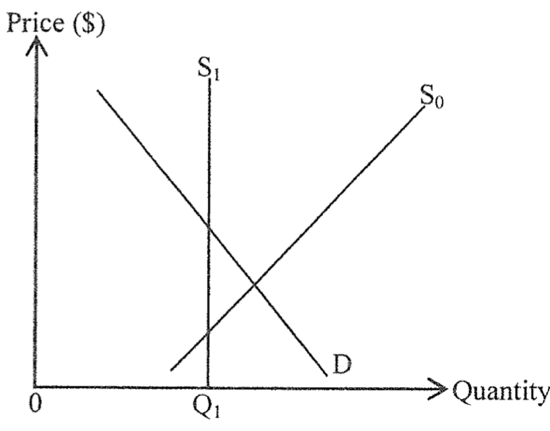 Price ($)
S₁
S₀
D
Quantity
0
Q₁